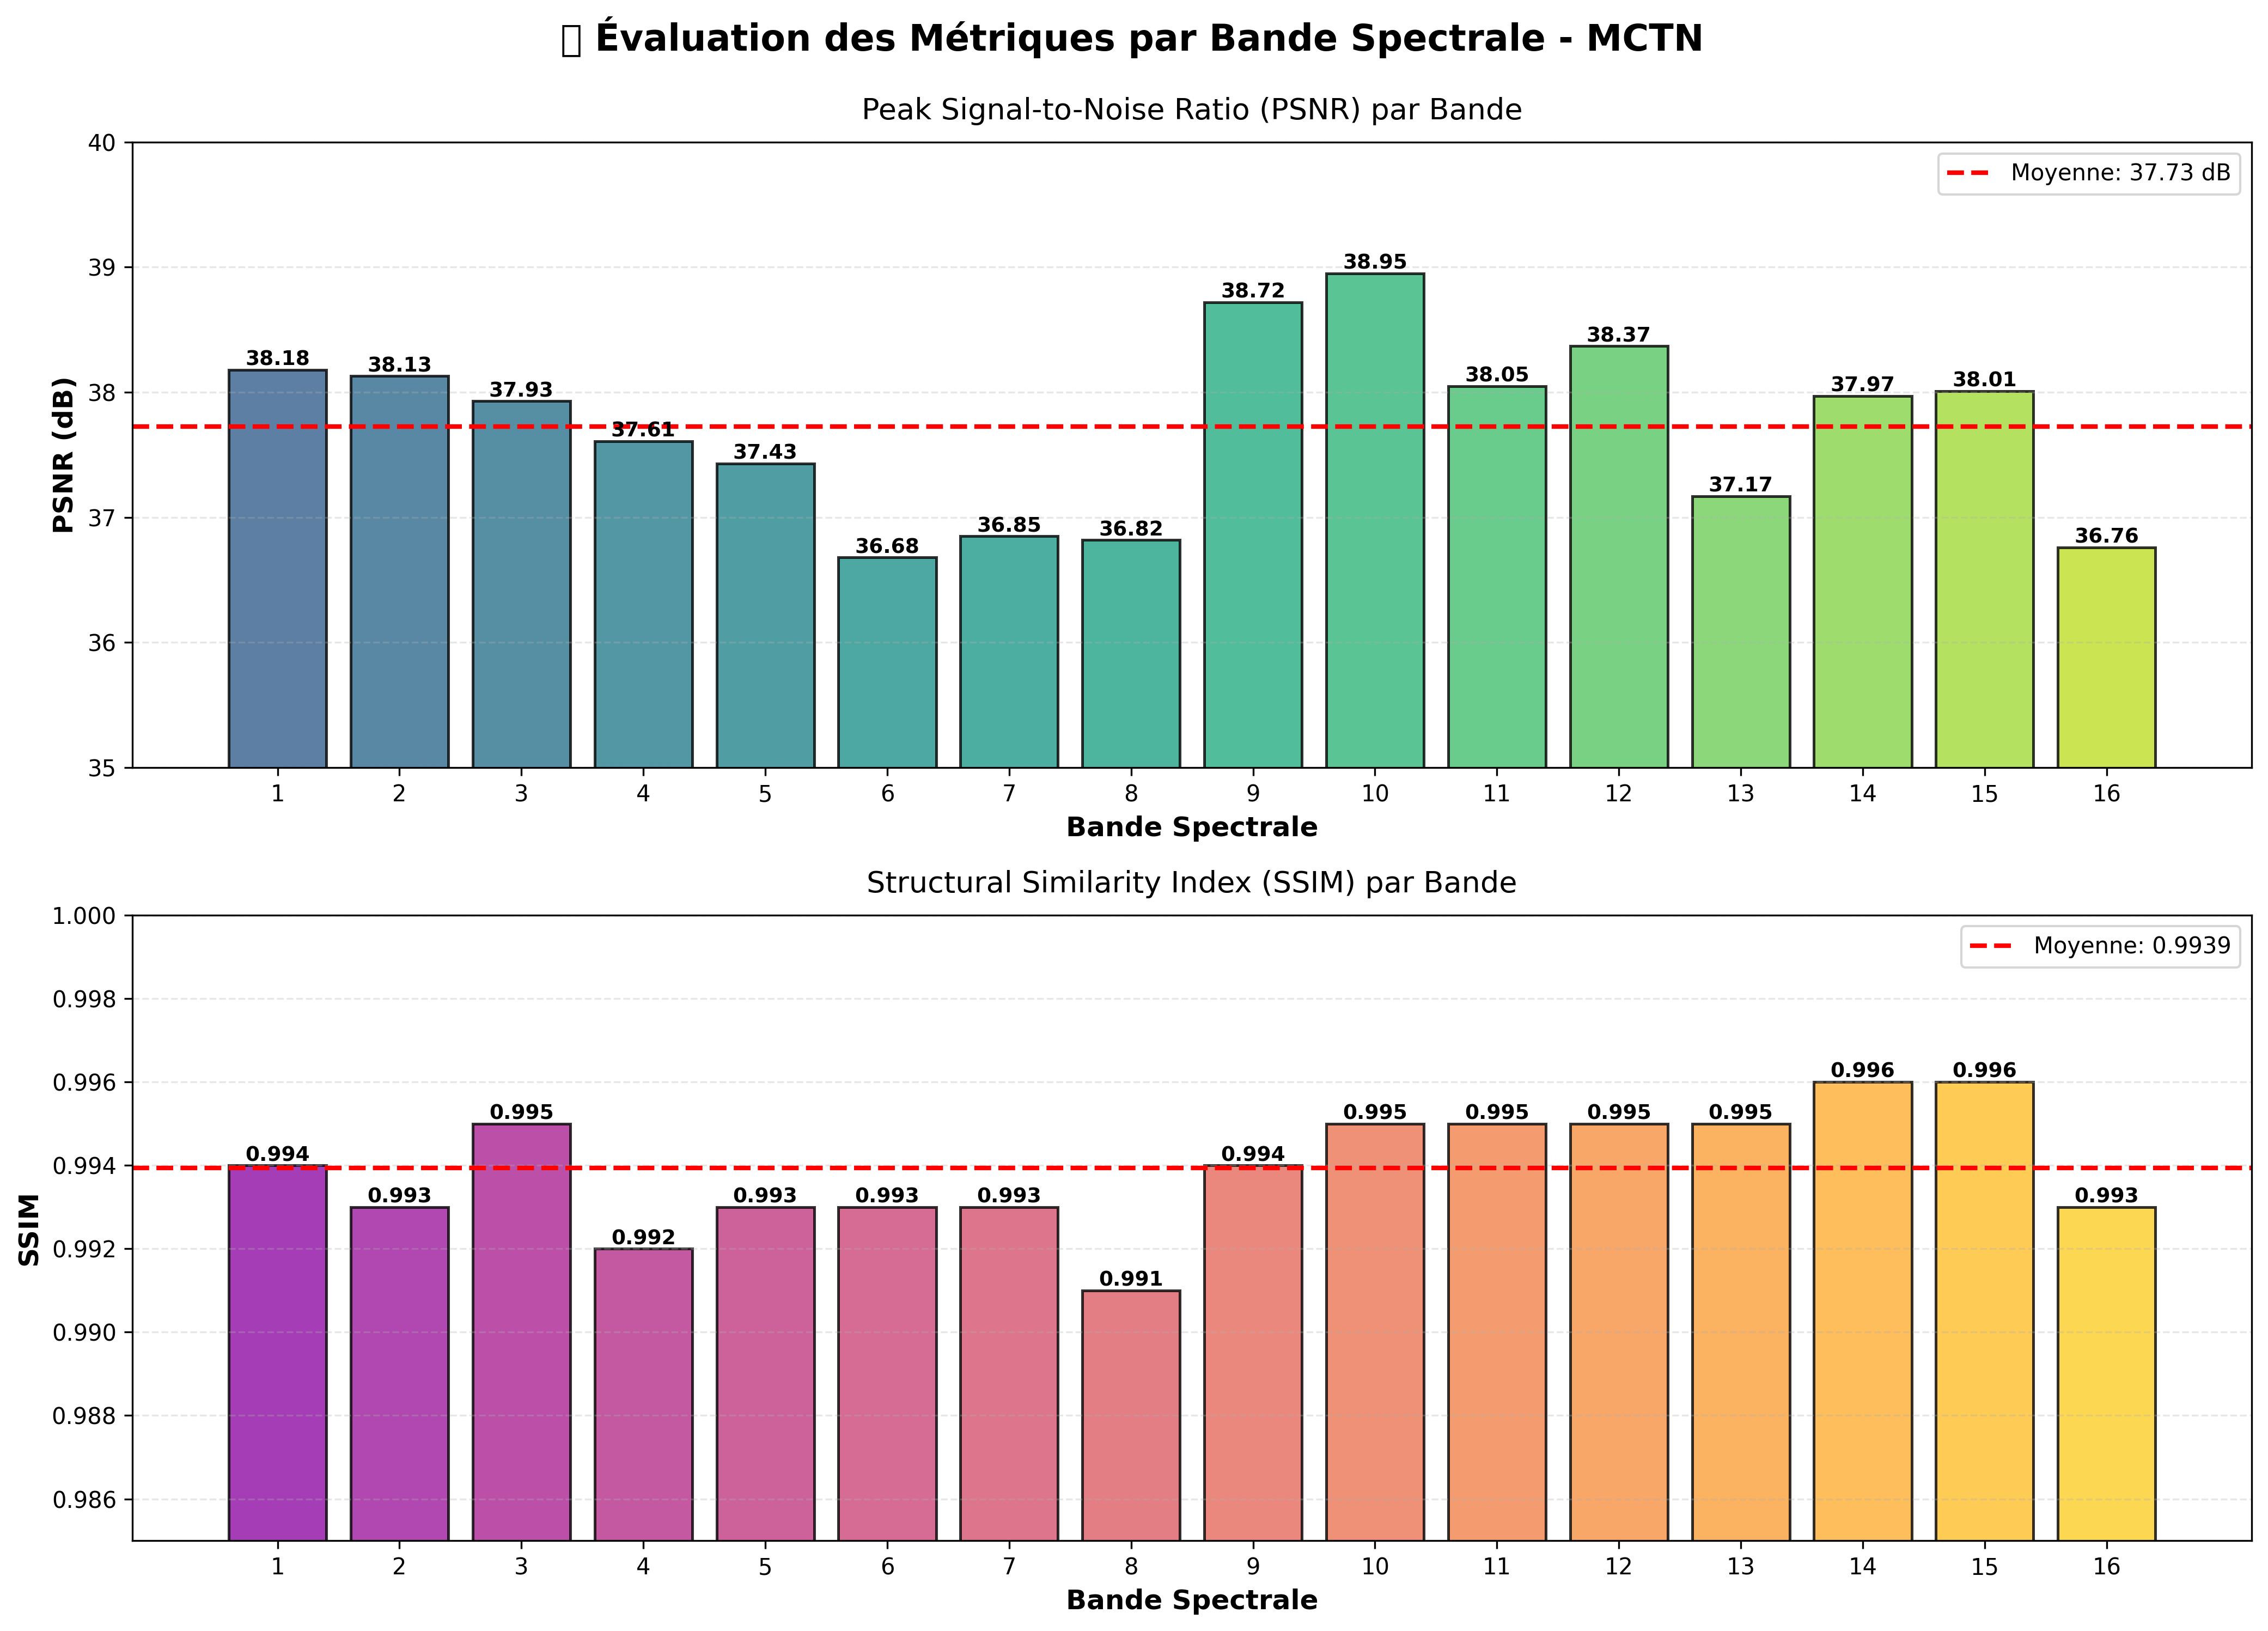 Évaluation des Métriques par Bande Spectrale - MCTN
Peak Signal-to-Noise Ratio (PSNR) par Bande
Moyenne: 37.73 dB
PSNR (dB)
40
39
38
37
36
35
38.18 38.13 37.93 37.61 37.43 36.68 36.85 36.82 38.72 38.95 38.05 38.37 37.17 37.97 38.01 36.76
1 2 3 4 5 6 7 8 9 10 11 12 13 14 15 16
Bande Spectrale
Structural Similarity Index (SSIM) par Bande
Moyenne: 0.9939
SSIM
1.000
0.998
0.996
0.994
0.992
0.990
0.988
0.986
0.994 0.993 0.995 0.992 0.993 0.993 0.993 0.991 0.994 0.995 0.995 0.995 0.995 0.996 0.996 0.993
1 2 3 4 5 6 7 8 9 10 11 12 13 14 15 16
Bande Spectrale